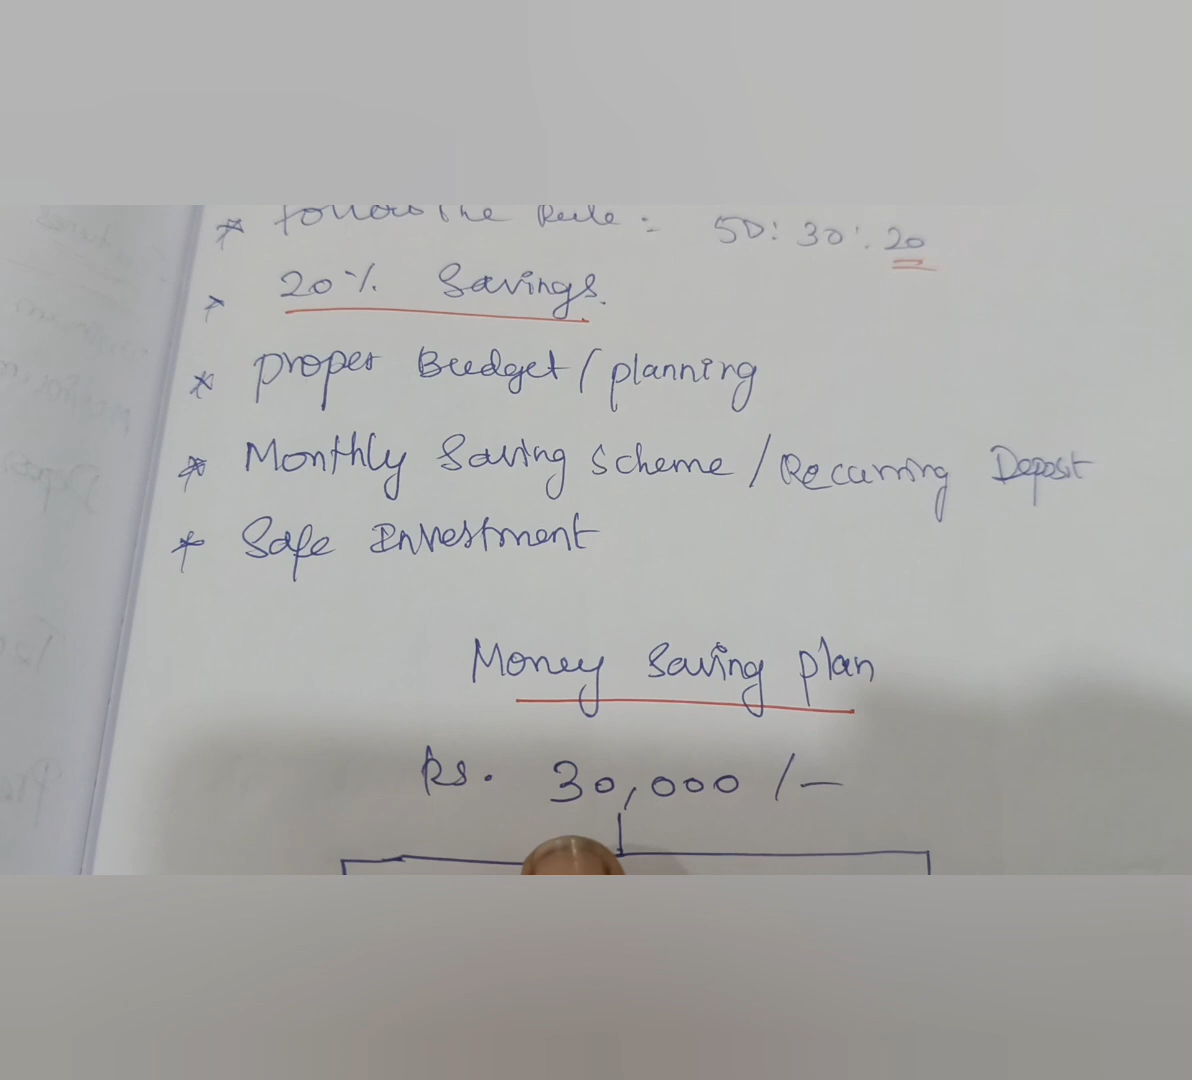 * Follow the Rule : 50:30:20
* 20% Savings.
* Proper Budget/planning
* Monthly Saving Scheme/Recurring Deposit
* Safe Investment
Money Saving Plan
Rs. 30,000/-